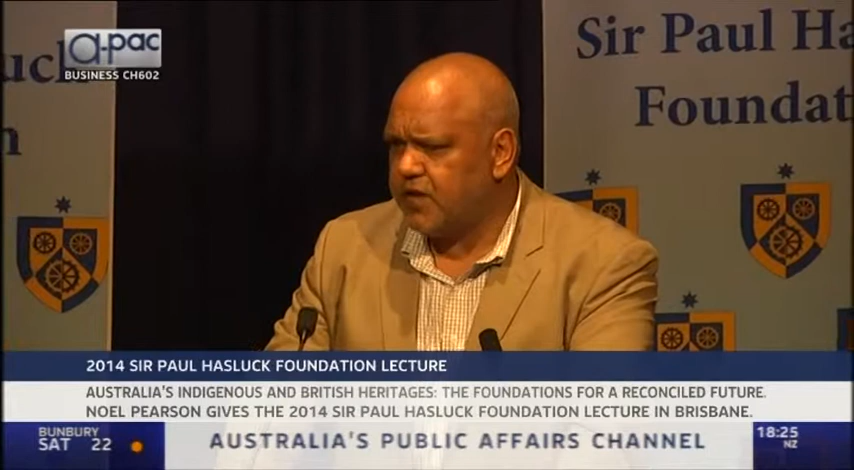 a-pac
BUSINESS CH602
Sir Paul Ha
Foundat
2014 SIR PAUL HASLUCK FOUNDATION LECTURE
AUSTRALIA'S INDIGENOUS AND BRITISH HERITAGES: THE FOUNDATIONS FOR A RECONCILED FUTURE.
NOEL PEARSON GIVES THE 2014 SIR PAUL HASLUCK FOUNDATION LECTURE IN BRISBANE.
BUNBURY
SAT 22
AUSTRALIA'S PUBLIC AFFAIRS CHANNEL
18:25
NZ